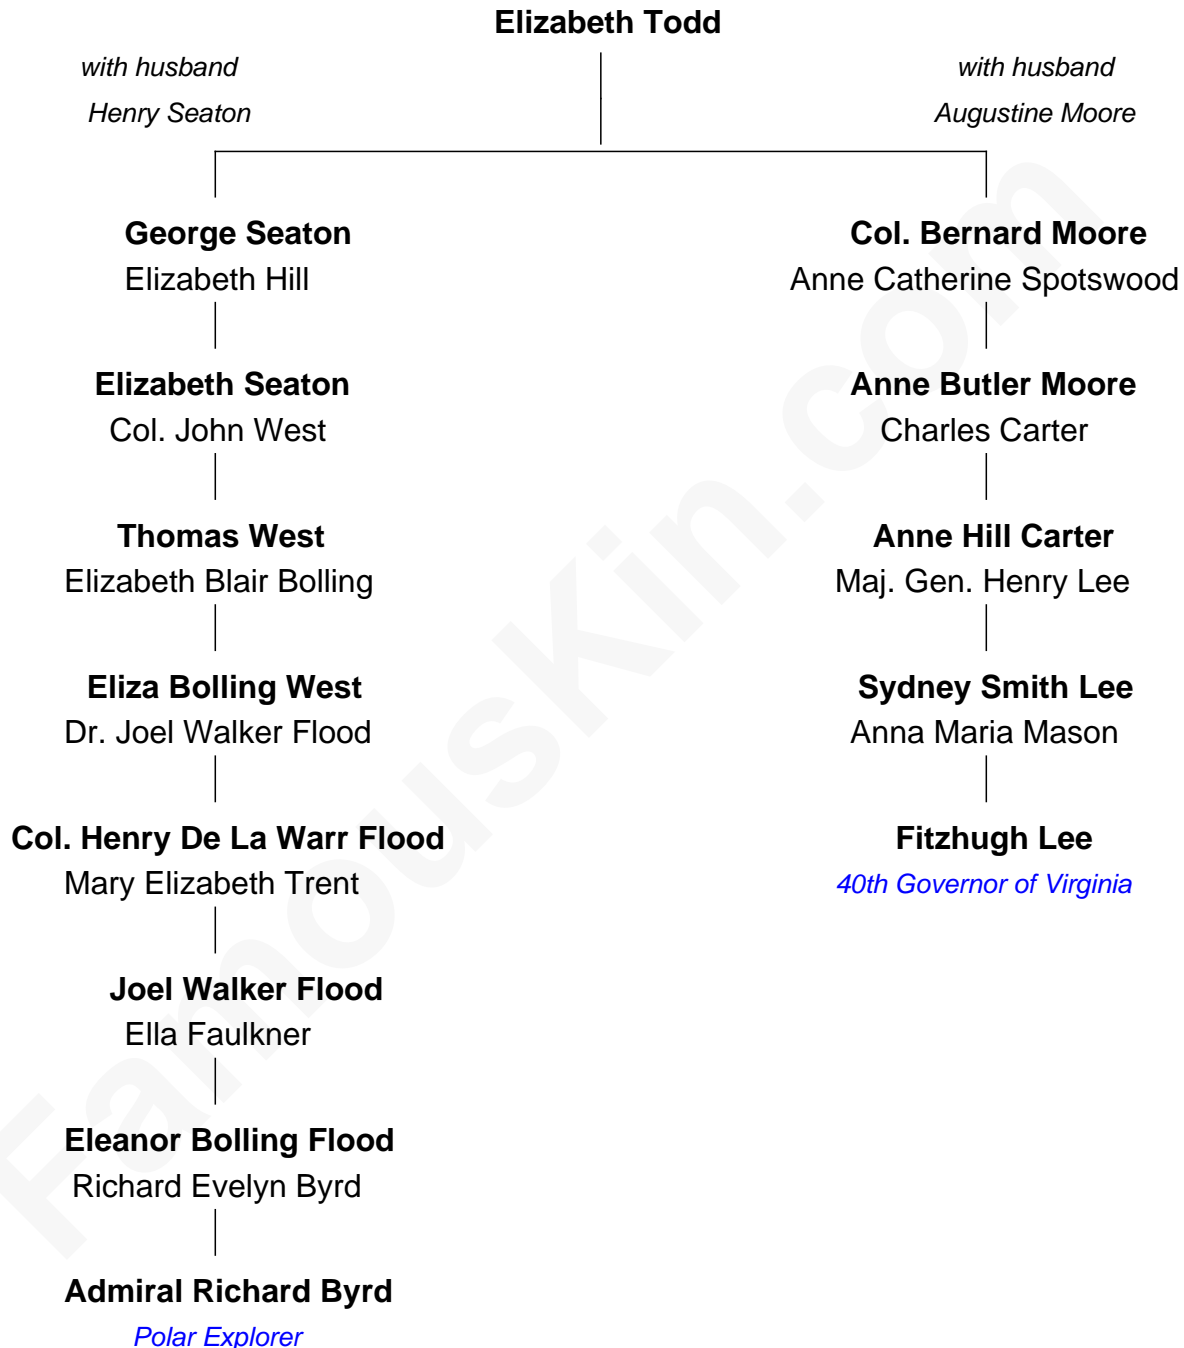 Elizabeth Todd
with husband
Henry Seaton
with husband
Augustine Moore
George Seaton
Elizabeth Hill
Col. Bernard Moore
Anne Catherine Spotswood
Elizabeth Seaton
Col. John West
Anne Butler Moore
Charles Carter
Thomas West
Elizabeth Blair Bolling
Anne Hill Carter
Maj. Gen. Henry Lee
Eliza Bolling West
Dr. Joel Walker Flood
Sydney Smith Lee
Anna Maria Mason
Col. Henry De La Warr Flood
Mary Elizabeth Trent
Fitzhugh Lee
40th Governor of Virginia
Joel Walker Flood
Ella Faulkner
Eleanor Bolling Flood
Richard Evelyn Byrd
Admiral Richard Byrd
Polar Explorer
FamousKin.com